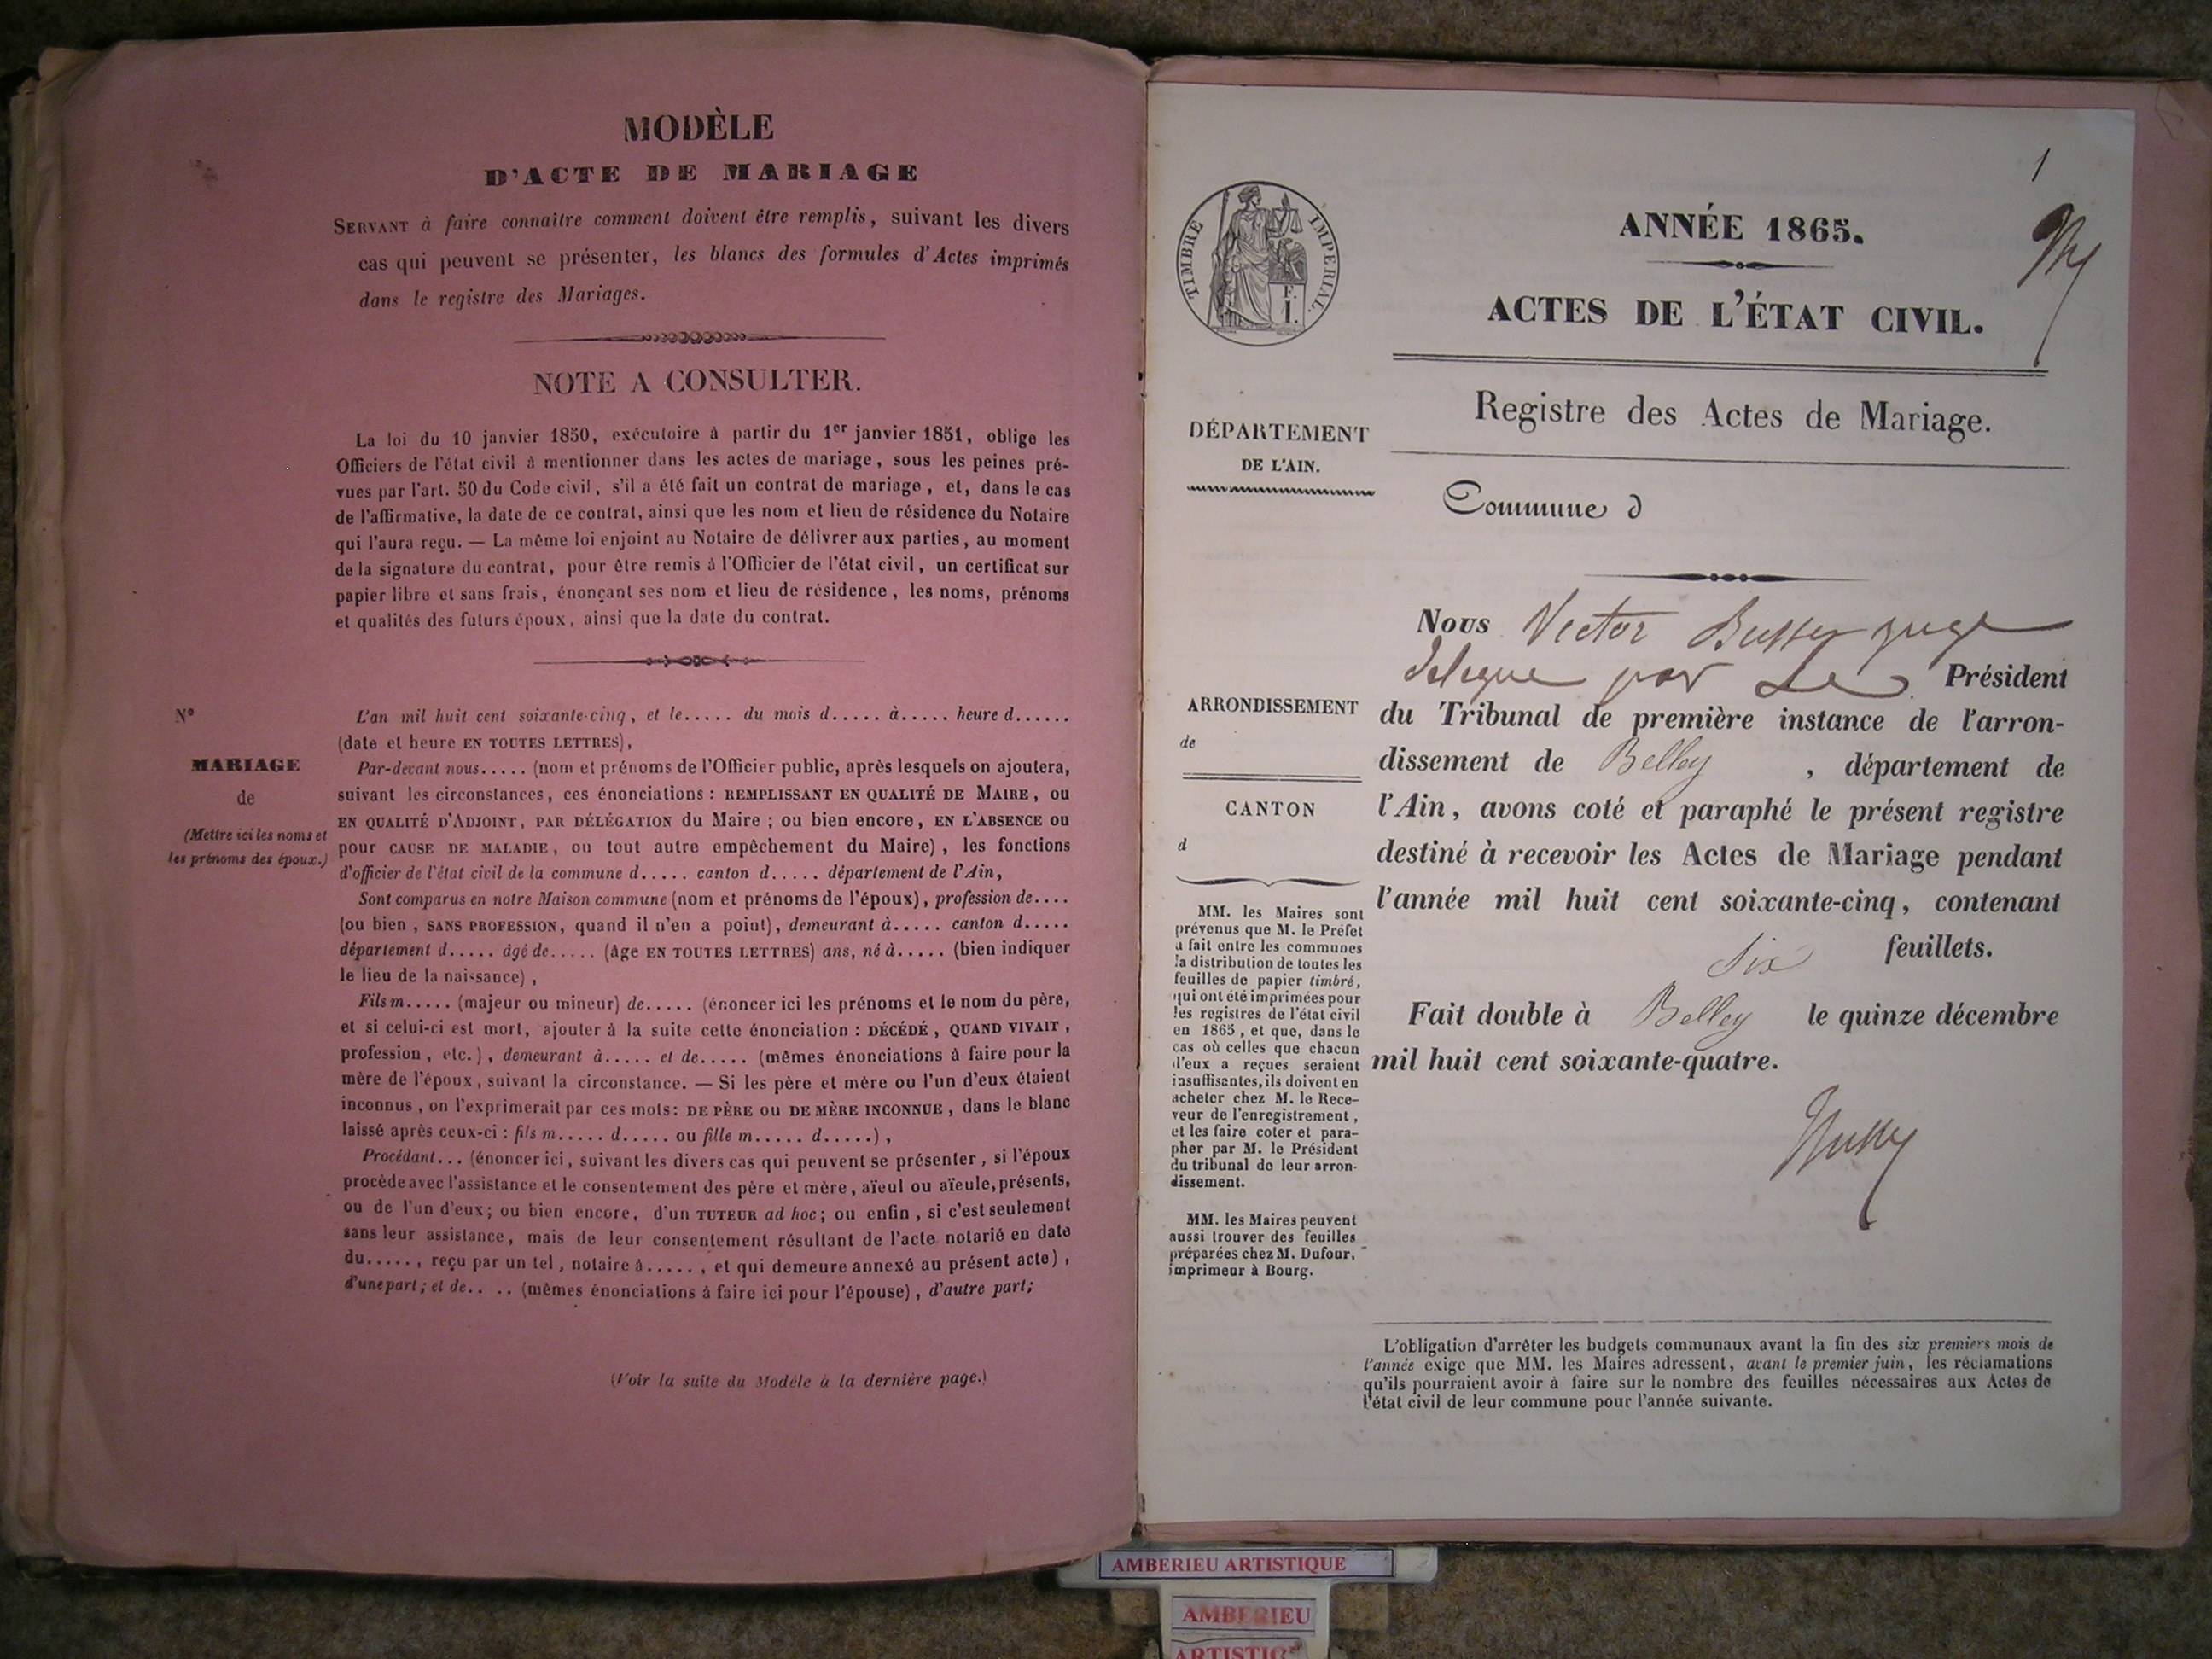 MODÈLE
D'ACTE DE MARIAGE
SERVANT à faire connaître comment doivent être remplis, suivant les divers
cas qui peuvent se présenter, les blancs des formules d'Actes imprimés
dans le registre des Mariages.
NOTE A CONSULTER.
La loi du 10 janvier 1850, exécutoire à partir du 1er janvier 1851, oblige les
Officiers de l'état civil à mentionner dans les actes de mariage, sous les peines pré-
vues par l'art. 50 du Code civil, s'il a été fait un contrat de mariage, et, dans le cas
de l'affirmative, la date de ce contrat, ainsi que les nom et lieu de résidence du Notaire
qui l'aura reçu. — La même loi enjoint au Notaire de délivrer aux parties, au moment
de la signature du contrat, pour être remis à l'Officier de l'état civil, un certificat sur
papier libre et sans frais, énonçant ses nom et lieu de résidence, les noms, prénoms
et qualités des futurs époux, ainsi que la date du contrat.
N°
MARIAGE
de
(Mettre ici les noms et
les prénoms des époux.)
L'an mil huit cent soixante-cinq, et le..... du mois d..... à..... heure d......
(date et heure EN TOUTES LETTRES),
Par-devant nous..... (nom et prénoms de l'Officier public, après lesquels on ajoutera,
suivant les circonstances, ces énonciations : REMPLISSANT EN QUALITÉ DE MAIRE, ou
EN QUALITÉ D'ADJOINT, PAR DÉLÉGATION du Maire ; ou bien encore, EN L'ABSENCE ou
pour CAUSE DE MALADIE, ou tout autre empêchement du Maire), les fonctions
d'officier de l'état civil de la commune d..... canton d..... département de l'Ain,
Sont comparus en notre Maison commune (nom et prénoms de l'époux), profession de....
(ou bien, SANS PROFESSION, quand il n'en a point), demeurant à..... canton d.....
département d..... âgé de..... (âge EN TOUTES LETTRES) ans, né à..... (bien indiquer
le lieu de la naissance),
Fils m..... (majeur ou mineur) de..... (énoncer ici les prénoms et le nom du père,
et si celui-ci est mort, ajouter à la suite cette énonciation : DÉCÉDÉ, QUAND VIVAIT,
profession, etc.), demeurant à..... et de..... (mêmes énonciations à faire pour la
mère de l'époux, suivant la circonstance. — Si les père et mère ou l'un d'eux étaient
inconnus, on l'exprimerait par ces mots: DE PÈRE ou DE MÈRE INCONNUE, dans le blanc
laissé après ceux-ci : fils m..... d..... ou fille m..... d.....),
Procédant... (énoncer ici, suivant les divers cas qui peuvent se présenter, si l'époux
procède avec l'assistance et le consentement des père et mère, aïeul ou aïeule, présents,
ou de l'un d'eux; ou bien encore, d'un TUTEUR ad hoc; ou enfin, si c'est seulement
sans leur assistance, mais de leur consentement résultant de l'acte notarié en date
du....., reçu par un tel, notaire à....., et qui demeure annexé au présent acte),
d'une part; et de.. .. (mêmes énonciations à faire ici pour l'épouse), d'autre part;
(Voir la suite du Modèle à la dernière page.)
1
TIMBRE IMPERIAL.
F.
I.
ANNÉE 1865.
ACTES DE L'ÉTAT CIVIL.
Registre des Actes de Mariage.
DÉPARTEMENT
DE L'AIN.
Commune d
ARRONDISSEMENT
de
CANTON
d
MM. les Maires sont
prévenus que M. le Préfet
a fait entre les communes
la distribution de toutes les
feuilles de papier timbré,
qui ont été imprimées pour
les registres de l'état civil
en 1865, et que, dans le
cas où celles que chacun
d'eux a reçues seraient
insuffisantes, ils doivent en
acheter chez M. le Rece-
veur de l'enregistrement,
et les faire coter et para-
pher par M. le Président
du tribunal de leur arron-
dissement.
MM. les Maires peuvent
aussi trouver des feuilles
préparées chez M. Dufour,
imprimeur à Bourg.
Nous Victor juge
delegue par Le Président
du Tribunal de première instance de l'arron-
dissement de Belley, département de
l'Ain, avons coté et paraphé le présent registre
destiné à recevoir les Actes de Mariage pendant
l'année mil huit cent soixante-cinq, contenant
six feuillets.
Fait double à Belley le quinze décembre
mil huit cent soixante-quatre.
L'obligation d'arrêter les budgets communaux avant la fin des six premiers mois de
l'année exige que MM. les Maires adressent, avant le premier juin, les réclamations
qu'ils pourraient avoir à faire sur le nombre des feuilles nécessaires aux Actes de
l'état civil de leur commune pour l'année suivante.
AMBERIEU ARTISTIQUE
AMBERIEU